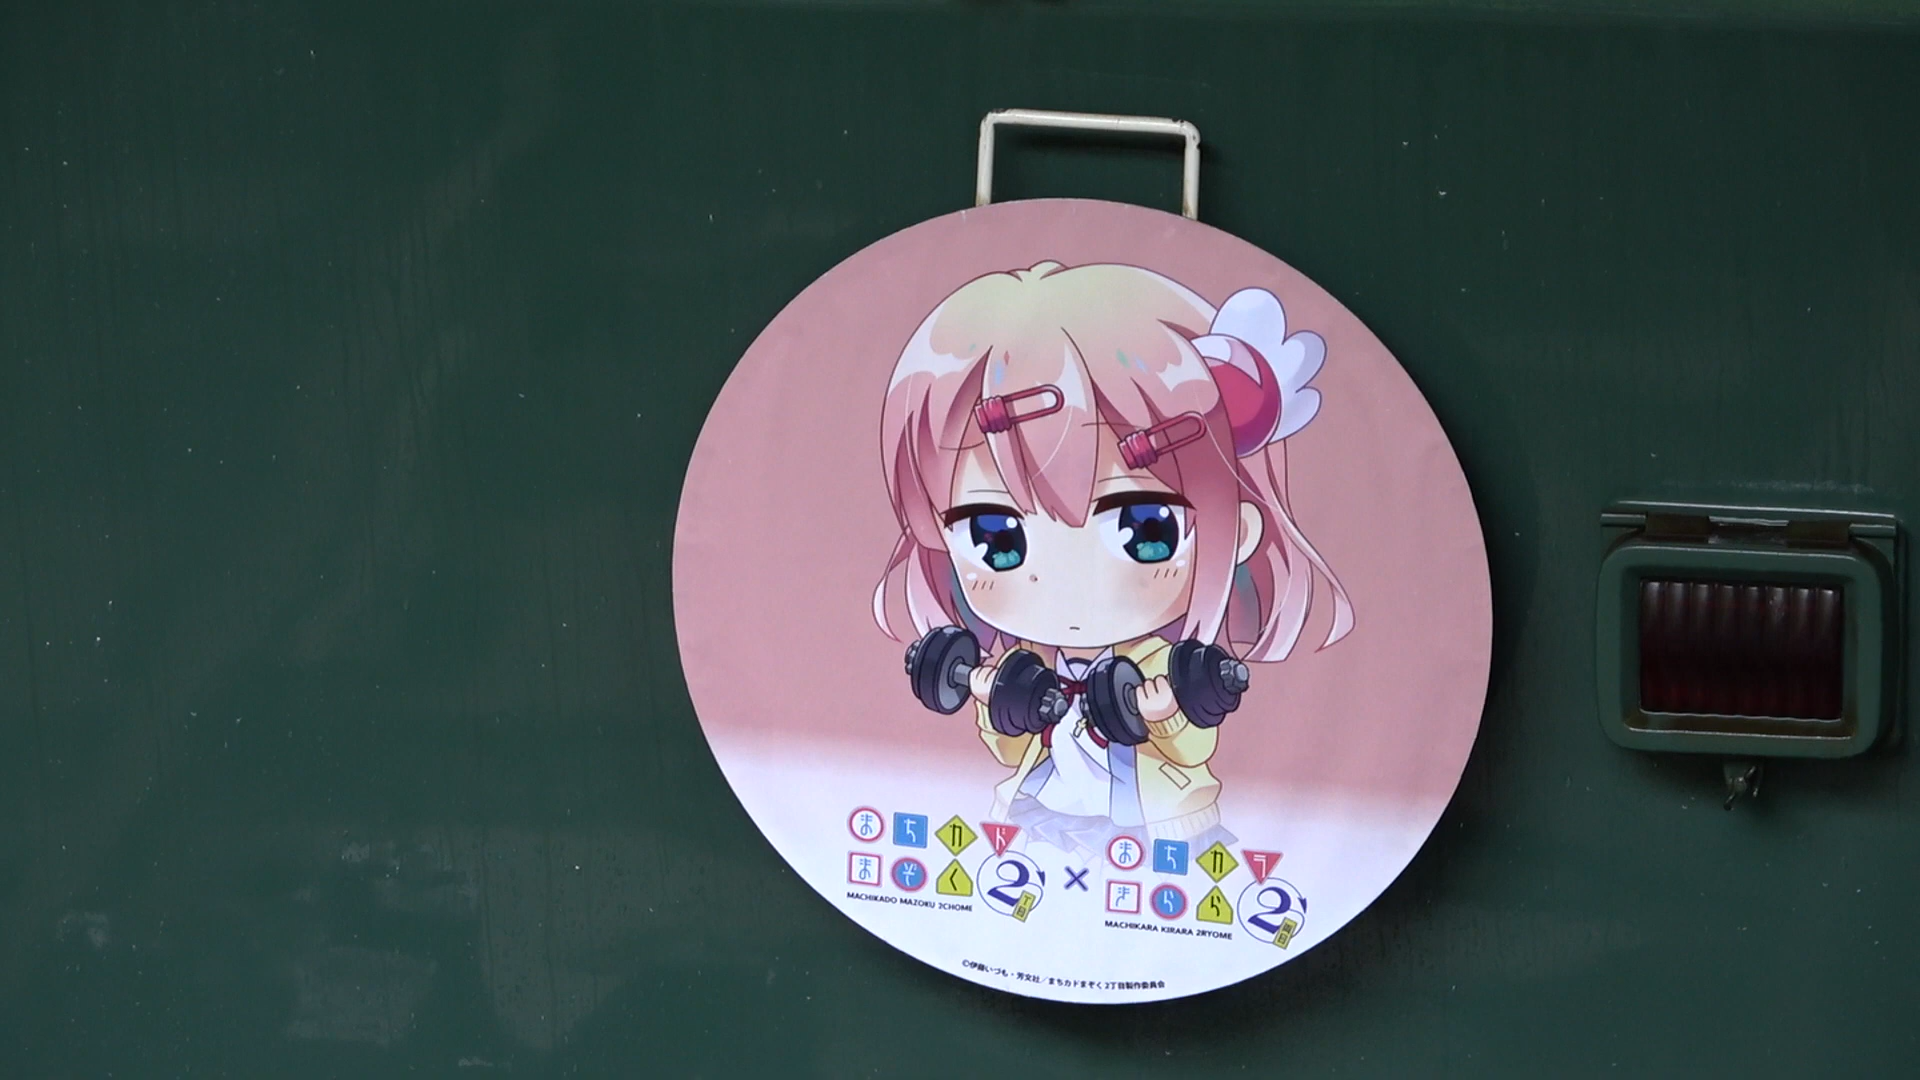 まちカド
まぞく
2丁目
MACHIKADO MAZOKU 2CHOME
×
まちカラ
きらら
2両目
MACHIKARA KIRARA 2RYOME
©伊藤いづも・芳文社／まちカドまぞく2丁目製作委員会